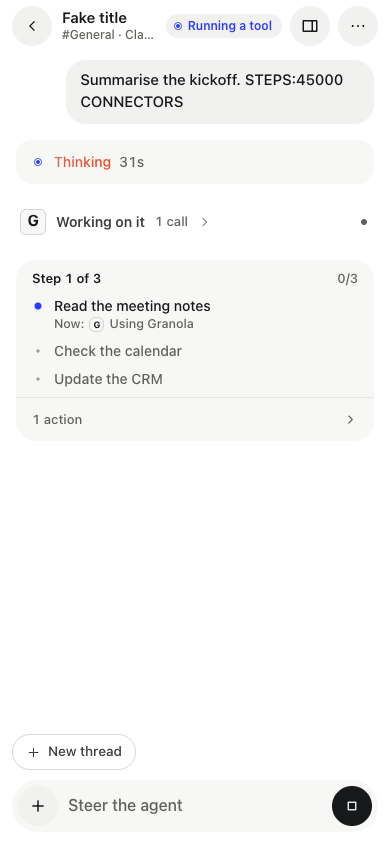 Fake title
#General · Cla...
Running a tool
Summarise the kickoff. STEPS:45000
CONNECTORS
Thinking 31s
G Working on it 1 call
Step 1 of 3 0/3
Read the meeting notes
Now: G Using Granola
Check the calendar
Update the CRM
1 action
New thread
Steer the agent